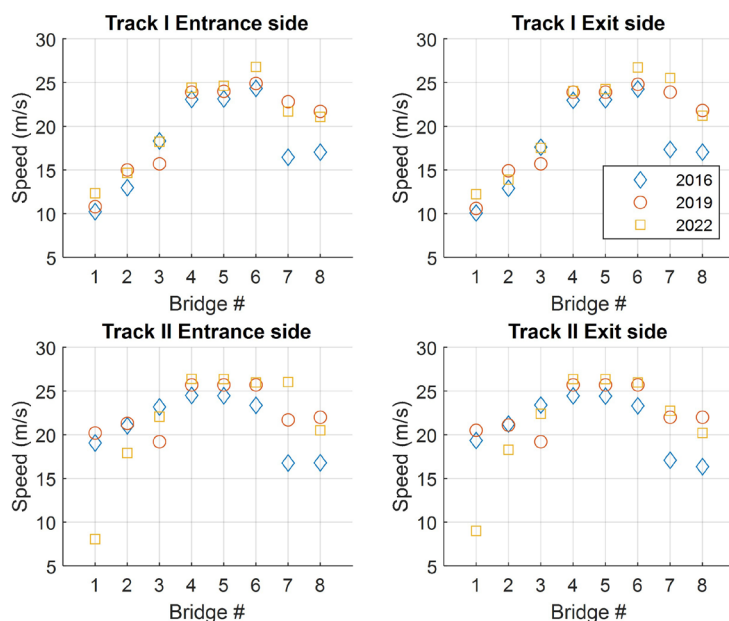 Track I Entrance side
Speed (m/s)
30
25
20
15
10
5
1 2 3 4 5 6 7 8
Bridge #
Track I Exit side
Speed (m/s)
30
25
20
15
10
5
2016
2019
2022
1 2 3 4 5 6 7 8
Bridge #
Track II Entrance side
Speed (m/s)
30
25
20
15
10
5
1 2 3 4 5 6 7 8
Bridge #
Track II Exit side
Speed (m/s)
30
25
20
15
10
5
1 2 3 4 5 6 7 8
Bridge #